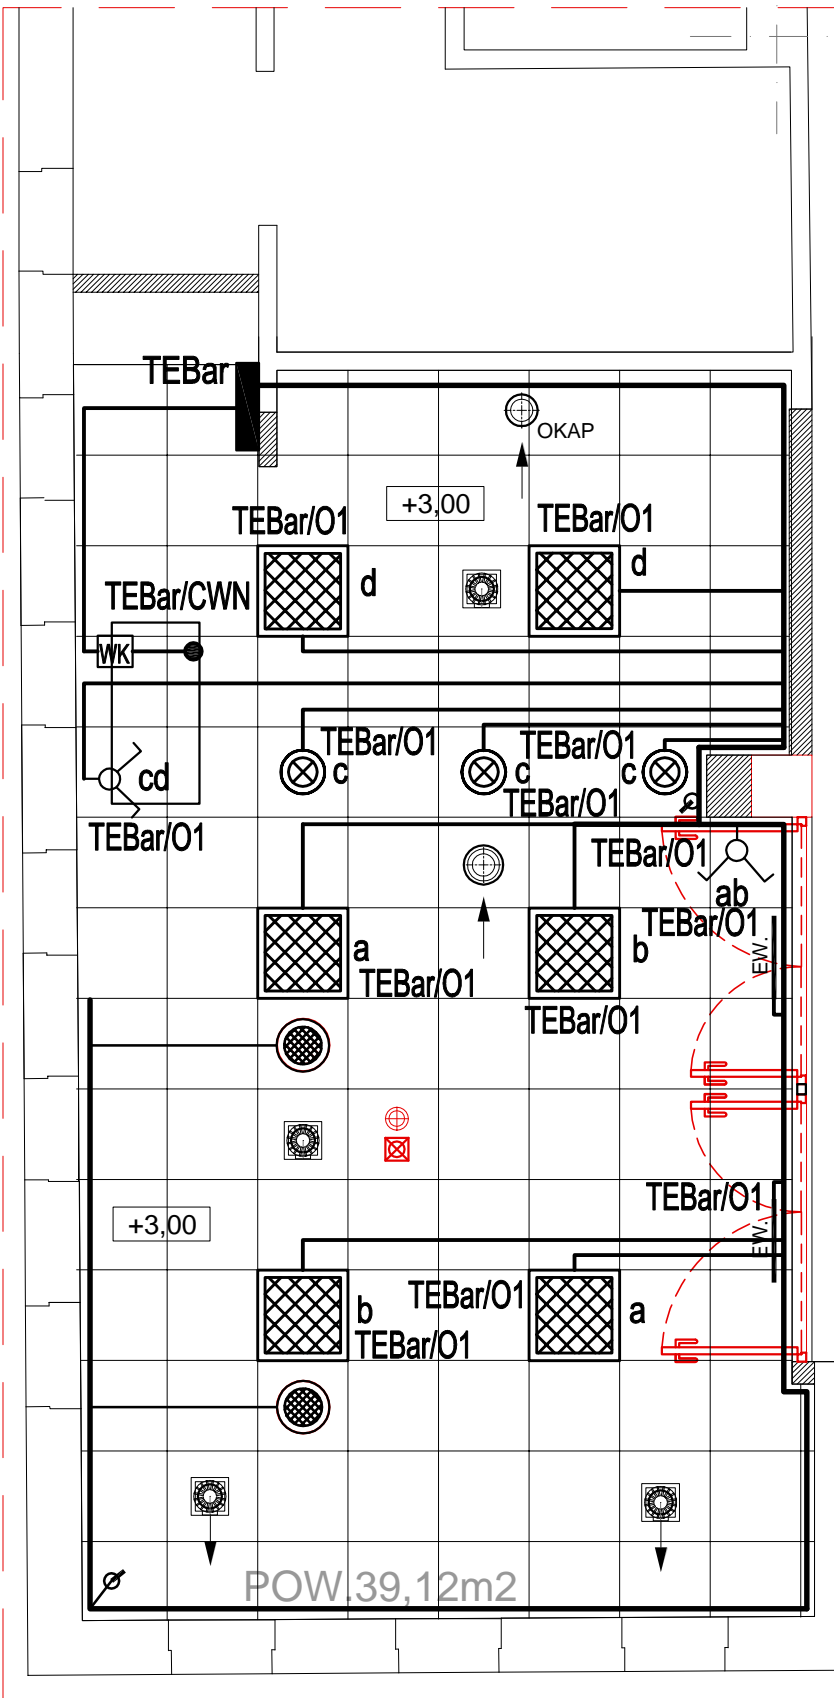 TEBar
OKAP
+3,00
TEBar/O1
TEBar/O1
d
d
TEBar/CWN
WK
TEBar/O1
TEBar/O1
c
c
c
cd
TEBar/O1
TEBar/O1
TEBar/O1
ab
TEBar/O1
a
b
EW.
TEBar/O1
TEBar/O1
TEBar/O1
+3,00
EW.
TEBar/O1
b
a
TEBar/O1
POW.39,12m2